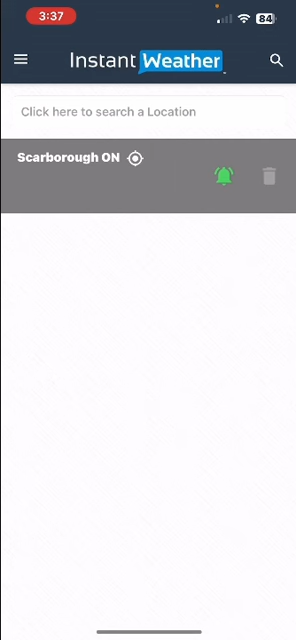 3:37
84
Instant Weather
Click here to search a Location
Scarborough ON